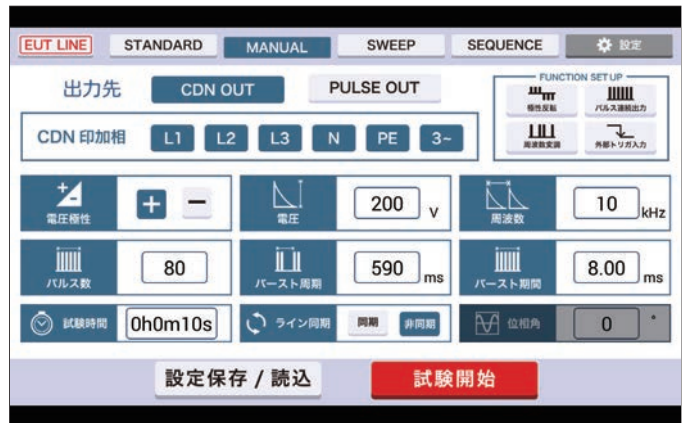 EUT LINE STANDARD MANUAL SWEEP SEQUENCE 設定
出力先 CDN OUT PULSE OUT
FUNCTION SET UP
極性反転 パルス連続出力
周波数変調 外部トリガ入力
CDN 印加相 L1 L2 L3 N PE 3~
電圧極性 + − 電圧 200 V 周波数 10 kHz
パルス数 80 バースト周期 590 ms バースト期間 8.00 ms
試験時間 0h0m10s ライン同期 同期 非同期 位相角 0 °
設定保存 / 読込 試験開始